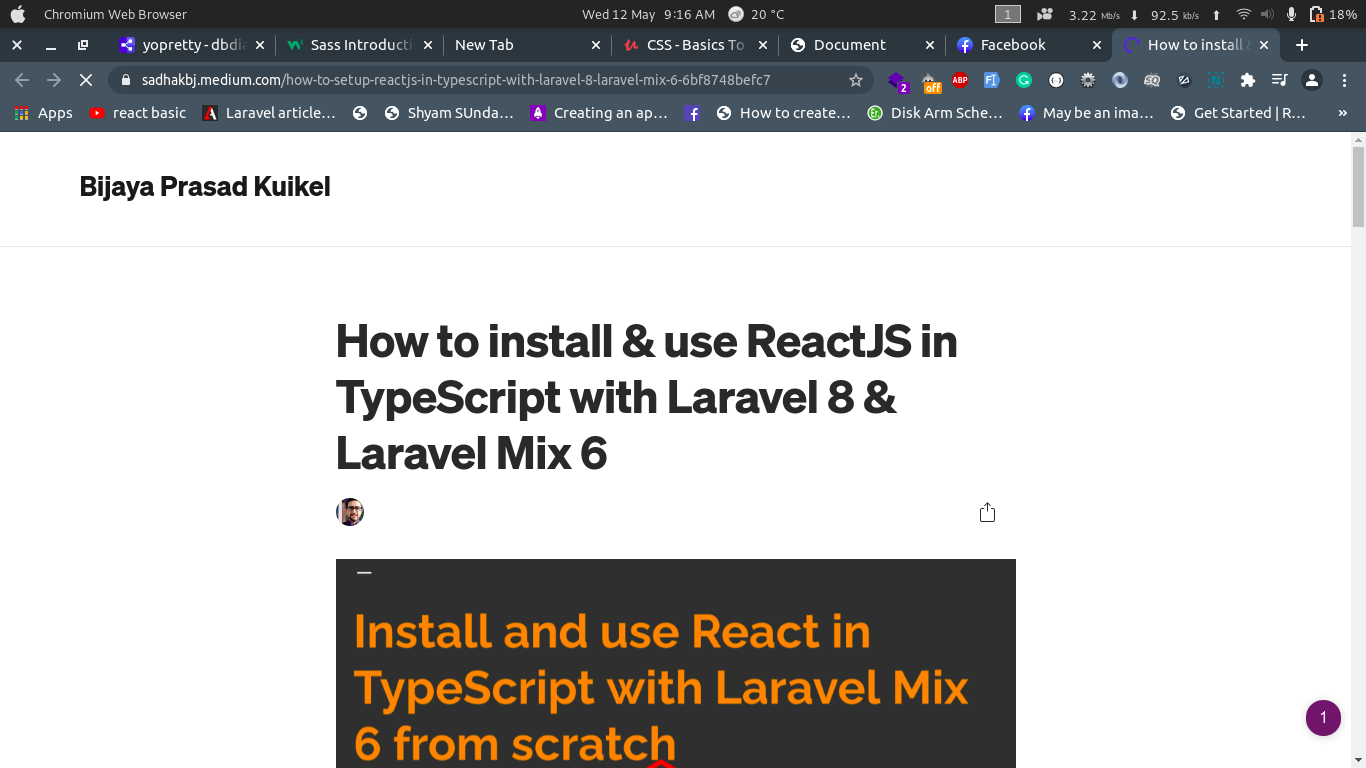 Chromium Web Browser
Wed 12 May 9:16 AM 20 °C
1 3.22 Mb/s 92.5 kb/s 18%
yopretty - dbdia
Sass Introducti
New Tab
CSS - Basics To
Document
Facebook
How to install &
sadhakbj.medium.com/how-to-setup-reactjs-in-typescript-with-laravel-8-laravel-mix-6-6bf8748befc7
2 off ABP
Apps
react basic
Laravel article…
Shyam SUnda…
Creating an ap…
How to create…
Disk Arm Sche…
May be an ima…
Get Started | R…
»
Bijaya Prasad Kuikel
How to install & use ReactJS in
TypeScript with Laravel 8 &
Laravel Mix 6
Install and use React in
TypeScript with Laravel Mix
6 from scratch
1